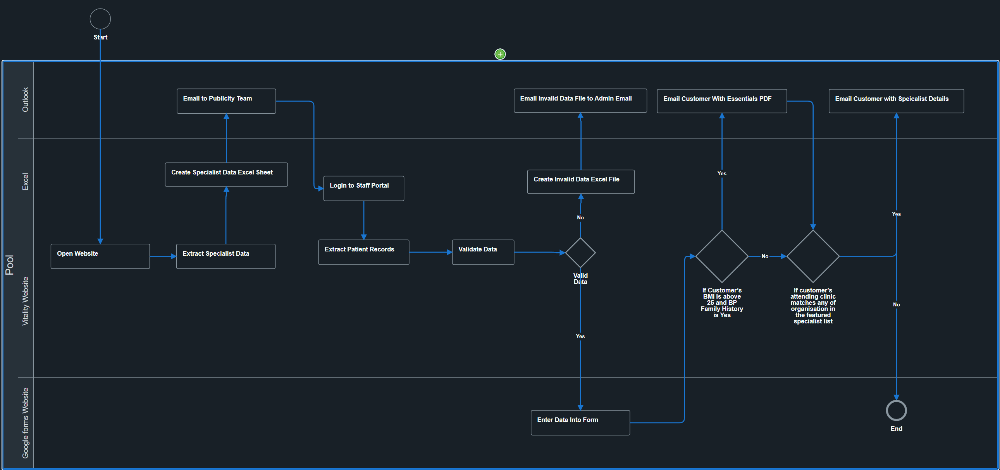 Start
Pool
Outlook
Email to Publicity Team
Email Invalid Data File to Admin Email
Email Customer With Essentials PDF
Email Customer with Speicalist Details
Excel
Create Specialist Data Excel Sheet
Login to Staff Portal
Create Invalid Data Excel File
Yes
Yes
No
Vitality Website
Open Website
Extract Specialist Data
Extract Patient Records
Validate Data
Valid
Data
No
If Customer’s
BMI is above
25 and BP
Family History
is Yes
If customer’s
attending clinic
matches any of
organisation in
the featured
specialist list
No
Yes
Google forms Website
Enter Data Into Form
End